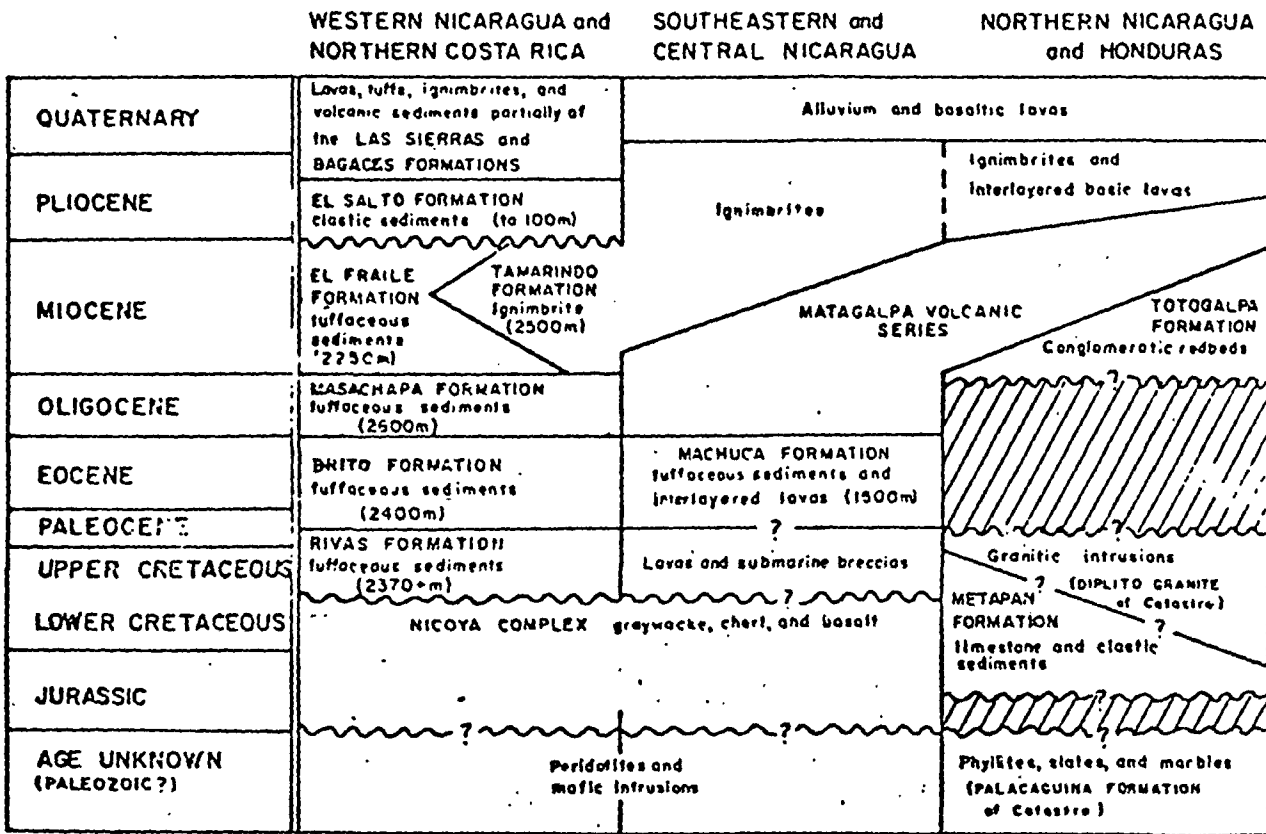 WESTERN NICARAGUA and
NORTHERN COSTA RICA
SOUTHEASTERN and
CENTRAL NICARAGUA
NORTHERN NICARAGUA
and HONDURAS
QUATERNARY
Lavas, tuffs, ignimbrites, and
volcanic sediments partially of
the LAS SIERRAS and
BAGACES FORMATIONS
Alluvium and basaltic lavas
PLIOCENE
EL SALTO FORMATION
clastic sediments (to 100m)
Ignimbrites
Ignimbrites and
interlayered basic lavas
MIOCENE
EL FRAILE
FORMATION
tuffaceous
sediments
TAMARINDO
FORMATION
Ignimbrite
(2500m)
MATAGALPA VOLCANIC
SERIES
TOTOGALPA
FORMATION
Conglomeratic redbeds
OLIGOCENE
MASACHAPA FORMATION
tuffaceous sediments
(2600m)
?
EOCENE
BRITO FORMATION
tuffaceous sediments
(2400m)
MACHUCA FORMATION
tuffaceous sediments and
interlayered lavas (1500m)
PALEOCENE
?
?
UPPER CRETACEOUS
RIVAS FORMATION
tuffaceous sediments
(2370+m)
Lavas and submarine breccias
Granitic intrusions
? (DIPLITO GRANITE
of Catastro)
?
LOWER CRETACEOUS
NICOYA COMPLEX graywacke, chert, and basalt
?
METAPAN
FORMATION
limestone and clastic
sediments
JURASSIC
?
?
?
?
AGE UNKNOWN
(PALEOZOIC?)
Peridotites and
mafic intrusions
Phyllites, slates, and marbles
(PALACAGUINA FORMATION
of Catastro)